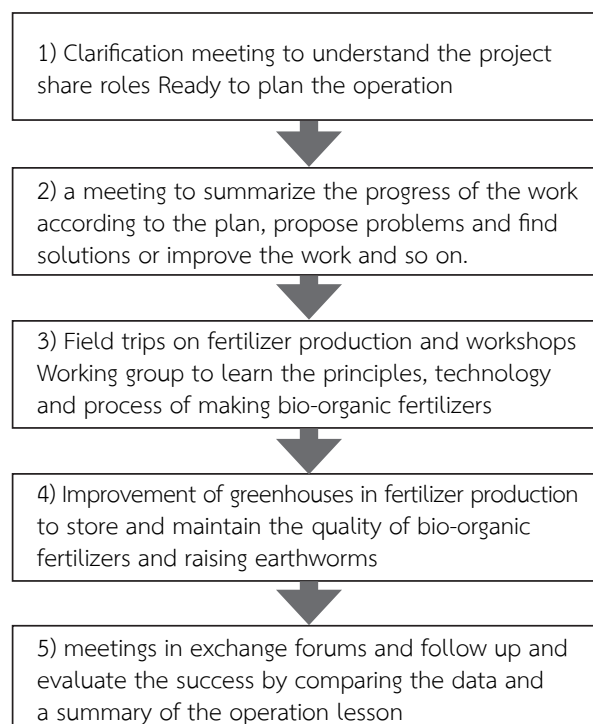 1) Clarification meeting to understand the project
share roles Ready to plan the operation
2) a meeting to summarize the progress of the work
according to the plan, propose problems and find
solutions or improve the work and so on.
3) Field trips on fertilizer production and workshops
Working group to learn the principles, technology
and process of making bio-organic fertilizers
4) Improvement of greenhouses in fertilizer production
to store and maintain the quality of bio-organic
fertilizers and raising earthworms
5) meetings in exchange forums and follow up and
evaluate the success by comparing the data and
a summary of the operation lesson